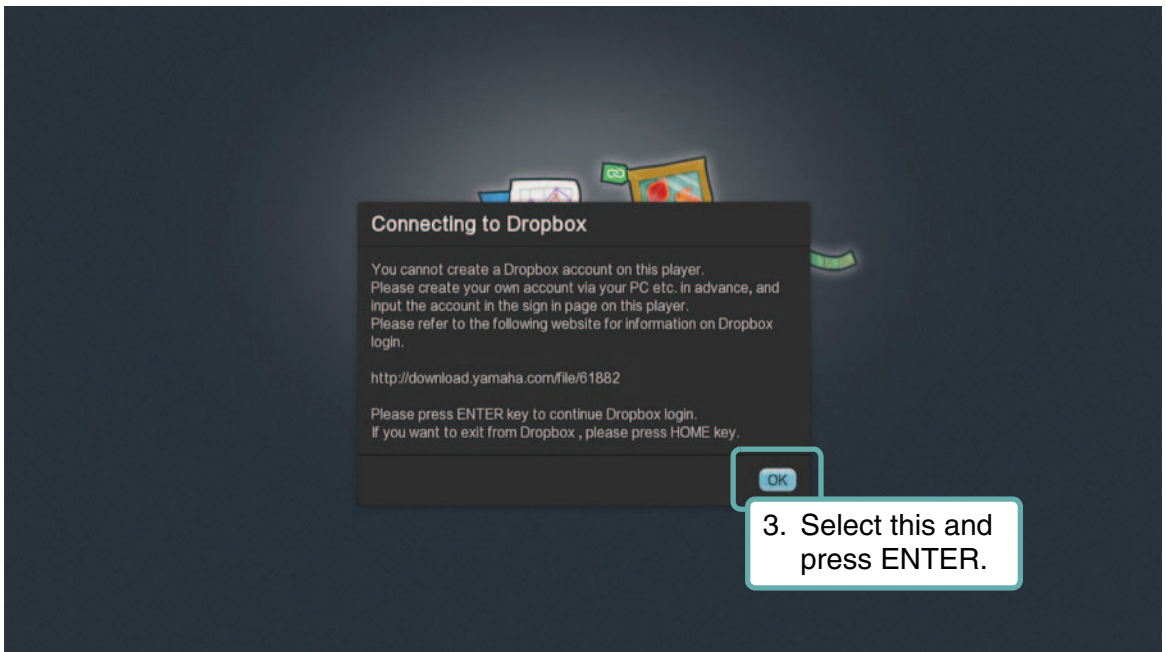 Connecting to Dropbox
You cannot create a Dropbox account on this player.
Please create your own account via your PC etc. in advance, and
input the account in the sign in page on this player.
Please refer to the following website for information on Dropbox
login.
http://download.yamaha.com/file/61882
Please press ENTER key to continue Dropbox login.
If you want to exit from Dropbox , please press HOME key.
OK
3. Select this and
press ENTER.